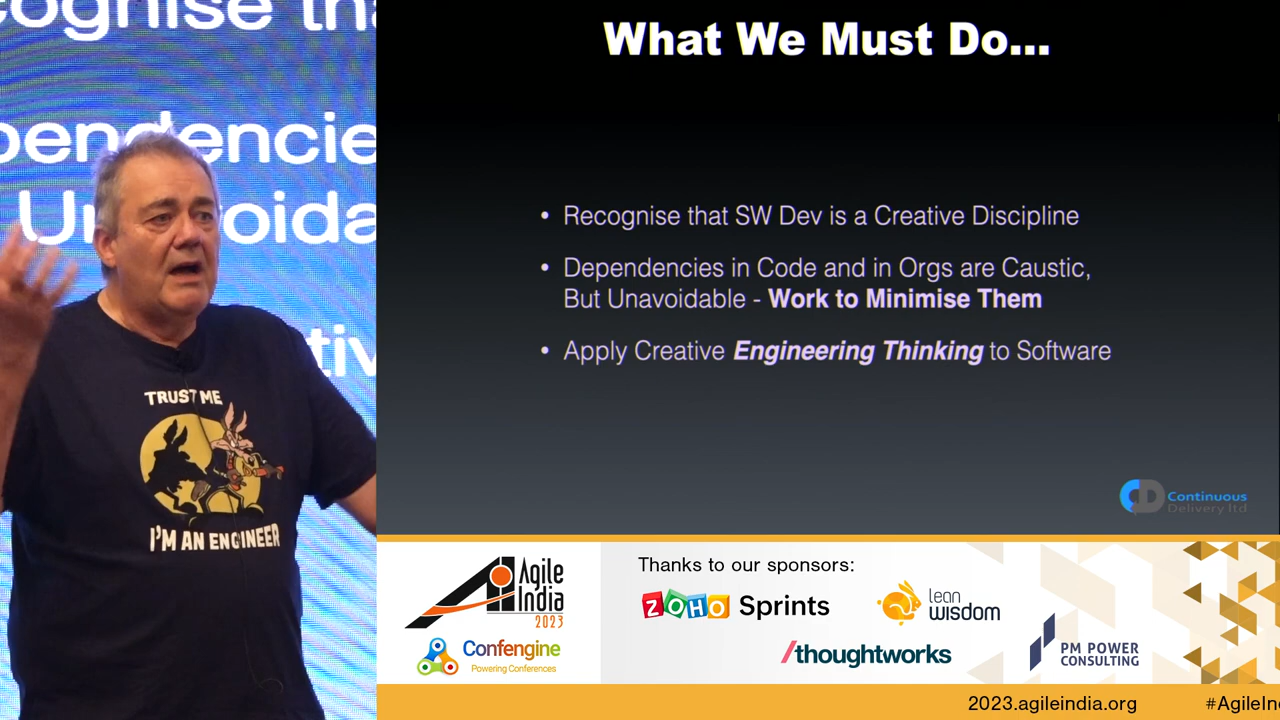 ognise tha
pendencie
Unavoida
tiv
TRUST ME
I'M AN ENGINEER
What We Must Do...
• Recognise that SW Dev is a Creative Discipline
• Dependencies in Code and in Orgs are Caustic,
But Unavoidable - Work to Minimise Them
• Apply Creative Engineering Thinking to Software
CD Continuous
Delivery ltd
Agile
India
2023
Confengine
Powering Conferences
Thanks to our sponsors:
ZOHO Sprints
lean
wisdom
/thoughtworks
PM POWER
CONSULTING
2023.agileindia.org
#AgileIn